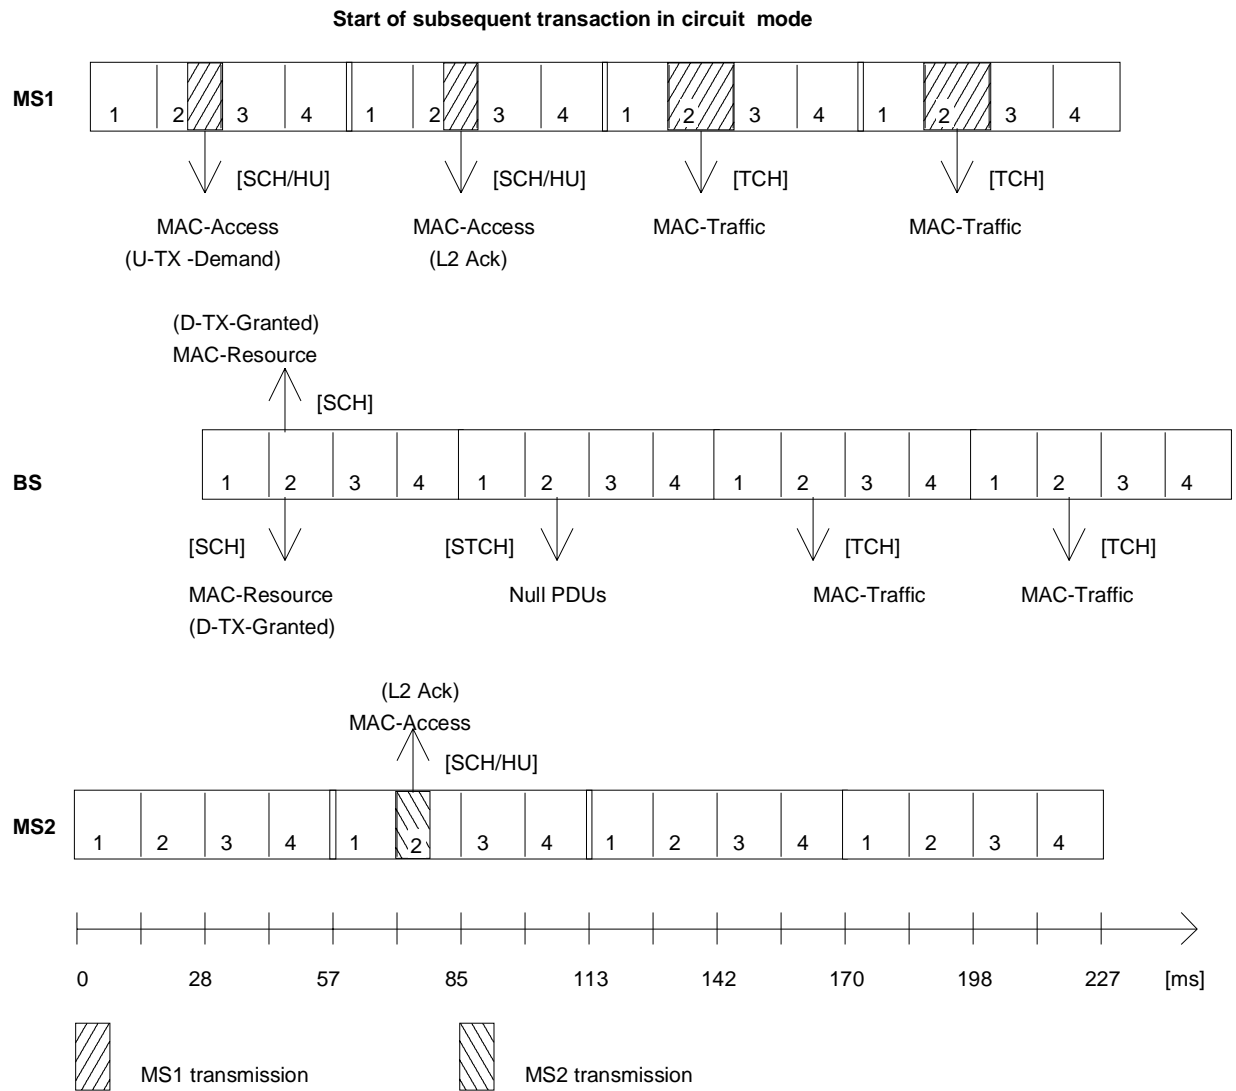 Start of subsequent transaction in circuit mode
MS1
1 2 3 4 1 2 3 4 1 2 3 4 1 2 3 4
[SCH/HU] [SCH/HU] [TCH] [TCH]
MAC-Access MAC-Access MAC-Traffic MAC-Traffic
(U-TX -Demand) (L2 Ack)
(D-TX-Granted)
MAC-Resource
[SCH]
BS
1 2 3 4 1 2 3 4 1 2 3 4 1 2 3 4
[SCH] [STCH] [TCH] [TCH]
MAC-Resource Null PDUs MAC-Traffic MAC-Traffic
(D-TX-Granted)
(L2 Ack)
MAC-Access
[SCH/HU]
MS2
1 2 3 4 1 2 3 4 1 2 3 4 1 2 3 4
0 28 57 85 113 142 170 198 227 [ms]
MS1 transmission MS2 transmission